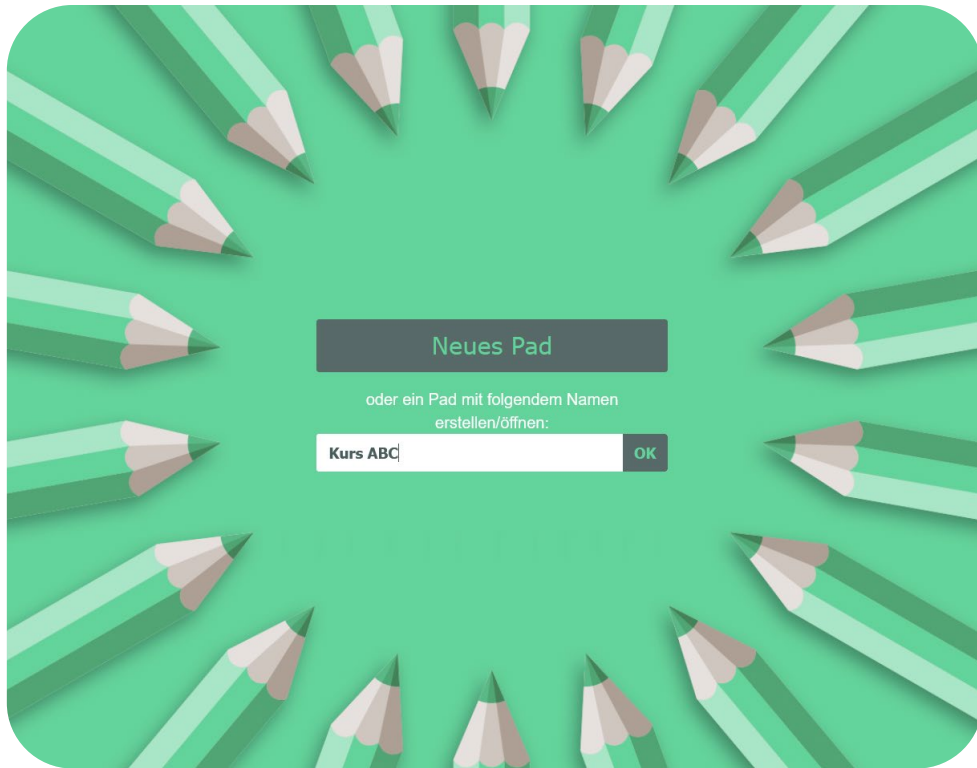 Neues Pad
oder ein Pad mit folgendem Namen
erstellen/öffnen:
Kurs ABC
OK